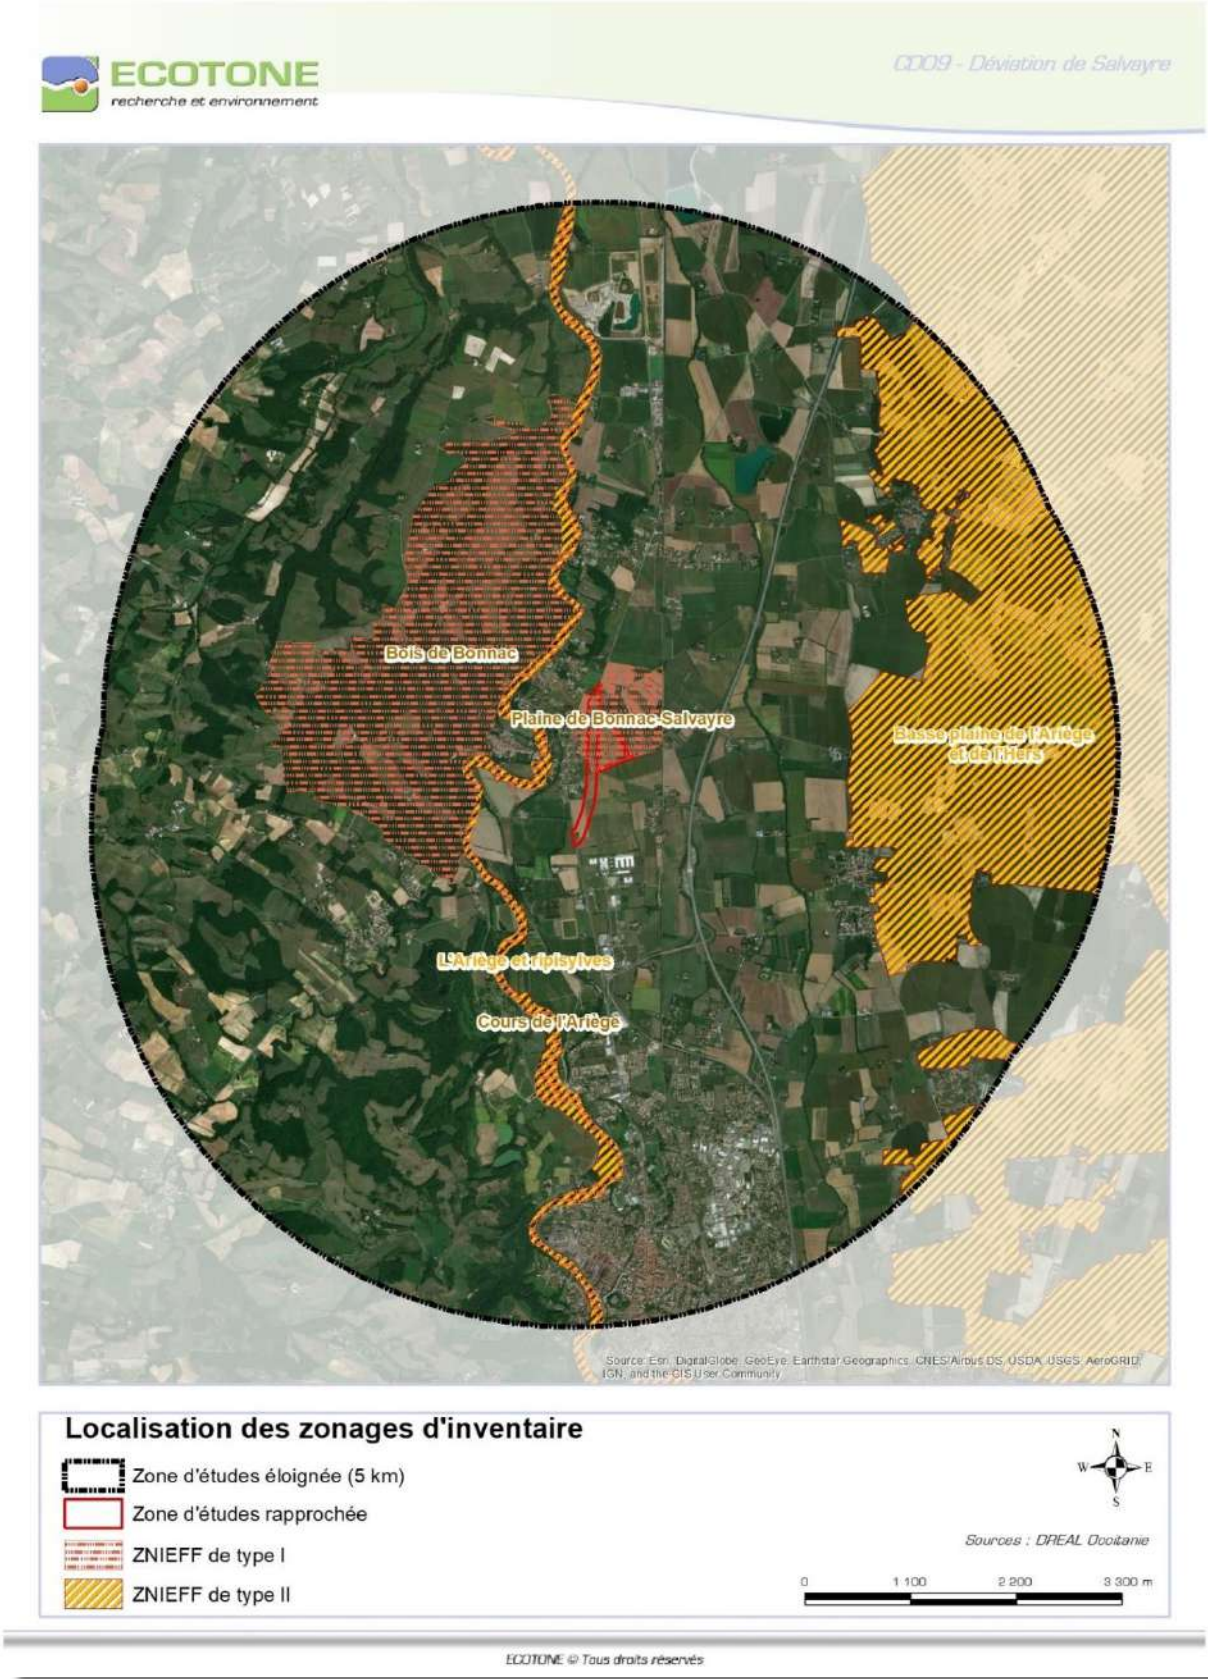 ECOTONE
recherche et environnement
CD09 - Déviation de Salvayre
Bois de Bonnac
Plaine de Bonnac-Salvayre
Basse plaine de l'Ariège
et de l'Hers
L'Ariège et ripisylves
Cours de l'Ariège
Source: Esri, DigitalGlobe, GeoEye, Earthstar Geographics, CNES/Airbus DS, USDA, USGS, AeroGRID,
IGN, and the GIS User Community
Localisation des zonages d'inventaire
Zone d'études éloignée (5 km)
Zone d'études rapprochée
ZNIEFF de type I
ZNIEFF de type II
N
W E
S
Sources : DREAL Occitanie
0 1 100 2 200 3 300 m
ECOTONE © Tous droits réservés